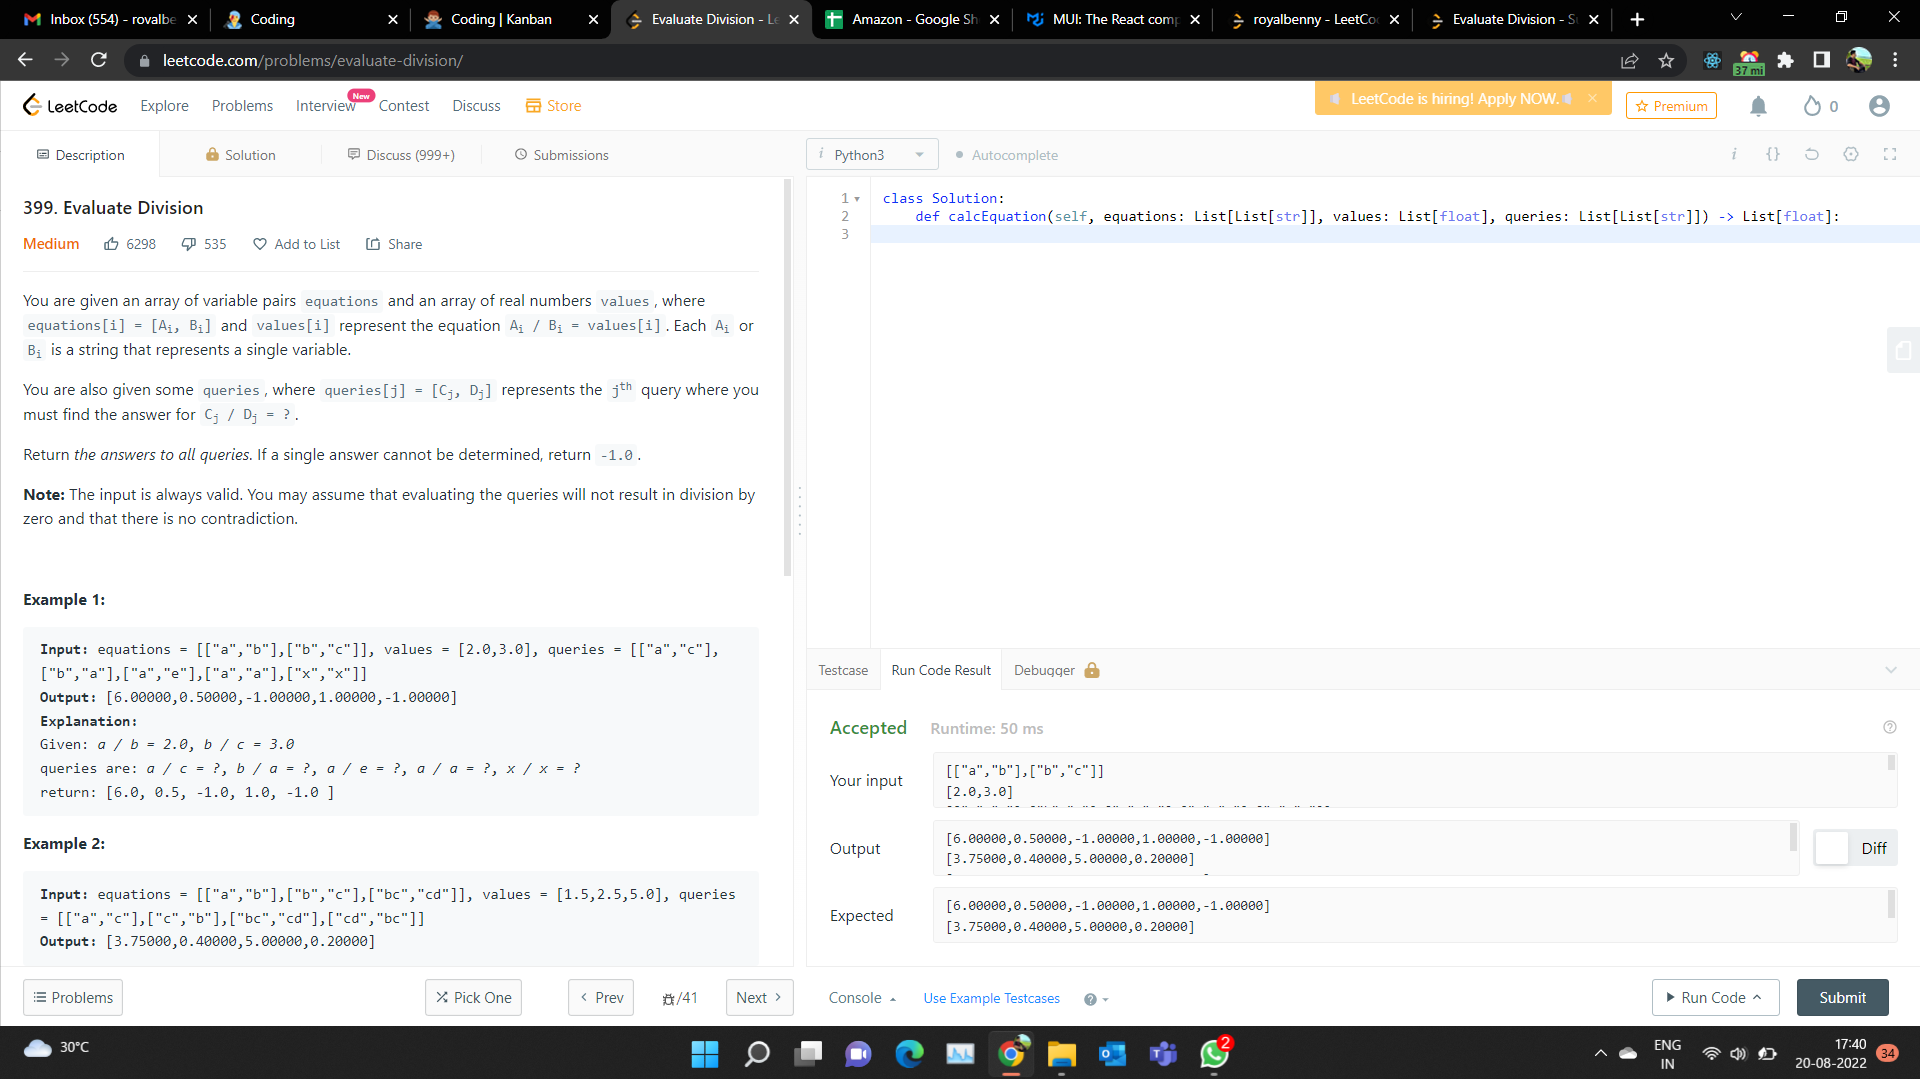 Inbox (554) - rovalbe
Coding
Coding | Kanban
Evaluate Division - Le
Amazon - Google Sh
MUI: The React comp
royalbenny - LeetCo
Evaluate Division - S
leetcode.com/problems/evaluate-division/
37 mi
LeetCode
Explore
Problems
Interview
New
Contest
Discuss
Store
LeetCode is hiring! Apply NOW.
Premium
0
Description
Solution
Discuss (999+)
Submissions
i Python3
Autocomplete
i {}
399. Evaluate Division
Medium 6298 535 Add to List Share
You are given an array of variable pairs equations and an array of real numbers values, where
equations[i] = [Ai, Bi] and values[i] represent the equation Ai / Bi = values[i]. Each Ai or
Bi is a string that represents a single variable.
You are also given some queries, where queries[j] = [Cj, Dj] represents the jth query where you
must find the answer for Cj / Dj = ?.
Return the answers to all queries. If a single answer cannot be determined, return -1.0.
Note: The input is always valid. You may assume that evaluating the queries will not result in division by
zero and that there is no contradiction.
Example 1:
Input: equations = [["a","b"],["b","c"]], values = [2.0,3.0], queries = [["a","c"],
["b","a"],["a","e"],["a","a"],["x","x"]]
Output: [6.00000,0.50000,-1.00000,1.00000,-1.00000]
Explanation:
Given: a / b = 2.0, b / c = 3.0
queries are: a / c = ?, b / a = ?, a / e = ?, a / a = ?, x / x = ?
return: [6.0, 0.5, -1.0, 1.0, -1.0 ]
Example 2:
Input: equations = [["a","b"],["b","c"],["bc","cd"]], values = [1.5,2.5,5.0], queries
= [["a","c"],["c","b"],["bc","cd"],["cd","bc"]]
Output: [3.75000,0.40000,5.00000,0.20000]
1 class Solution:
2 def calcEquation(self, equations: List[List[str]], values: List[float], queries: List[List[str]]) -> List[float]:
3
Testcase
Run Code Result
Debugger
Accepted Runtime: 50 ms
Your input
[["a","b"],["b","c"]]
[2.0,3.0]
Output
[6.00000,0.50000,-1.00000,1.00000,-1.00000]
[3.75000,0.40000,5.00000,0.20000]
Diff
Expected
[6.00000,0.50000,-1.00000,1.00000,-1.00000]
[3.75000,0.40000,5.00000,0.20000]
Problems
Pick One
Prev
/41
Next
Console
Use Example Testcases
Run Code
Submit
30°C
2
ENG
IN
17:40
20-08-2022
34